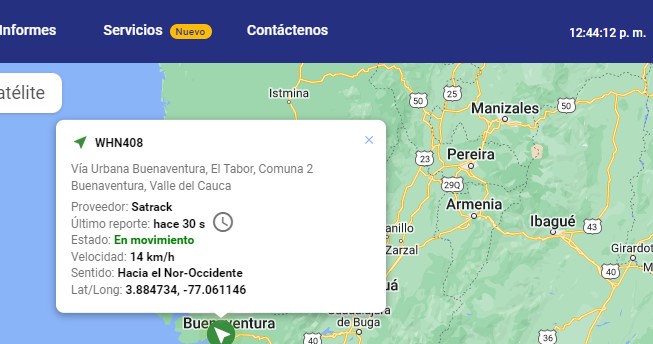 Informes
Servicios Nuevo
Contáctenos
12:44:12 p. m.
atélite
WHN408
×
Vía Urbana Buenaventura, El Tabor, Comuna 2
Buenaventura, Valle del Cauca
Proveedor: Satrack
Último reporte: hace 30 s
Estado: En movimiento
Velocidad: 14 km/h
Sentido: Hacia el Nor-Occidente
Lat/Long: 3.884734, -77.061146
Istmina
50
25
50
Manizales
23
Pereira
29Q
Armenia
Ibagué
43
anillo
Zarzal
Girardot
40
uá
de Buga
40
36